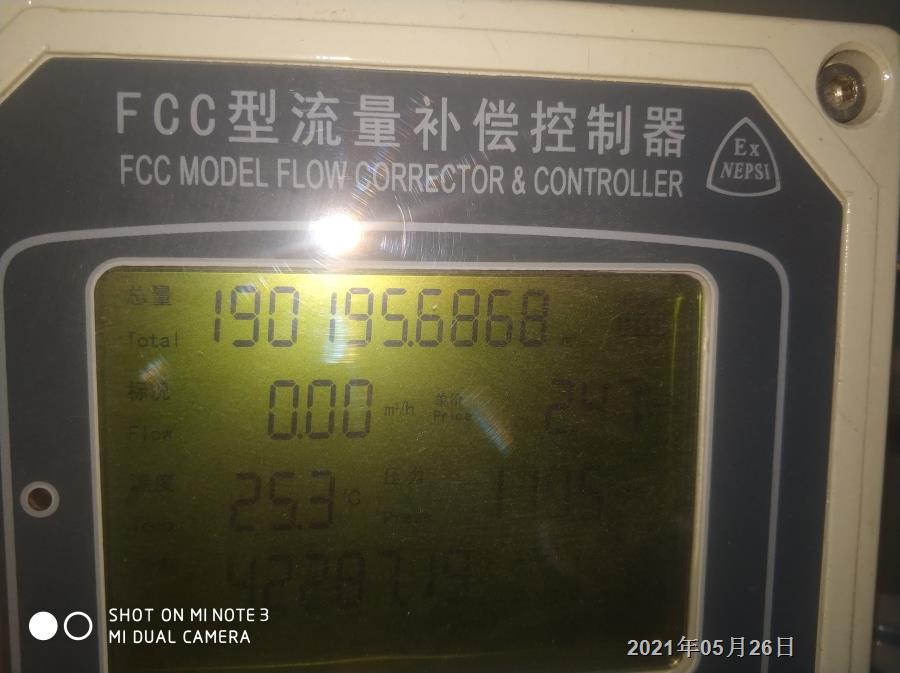 FCC型流量补偿控制器
FCC MODEL FLOW CORRECTOR & CONTROLLER
Ex
NEPSI
总量
Total
190195.6868
标况
Flow
0.00 m³/h
单价
Price
2.47
温度
25.3 °C
压力
Press
SHOT ON MI NOTE 3
MI DUAL CAMERA
2021年05月26日